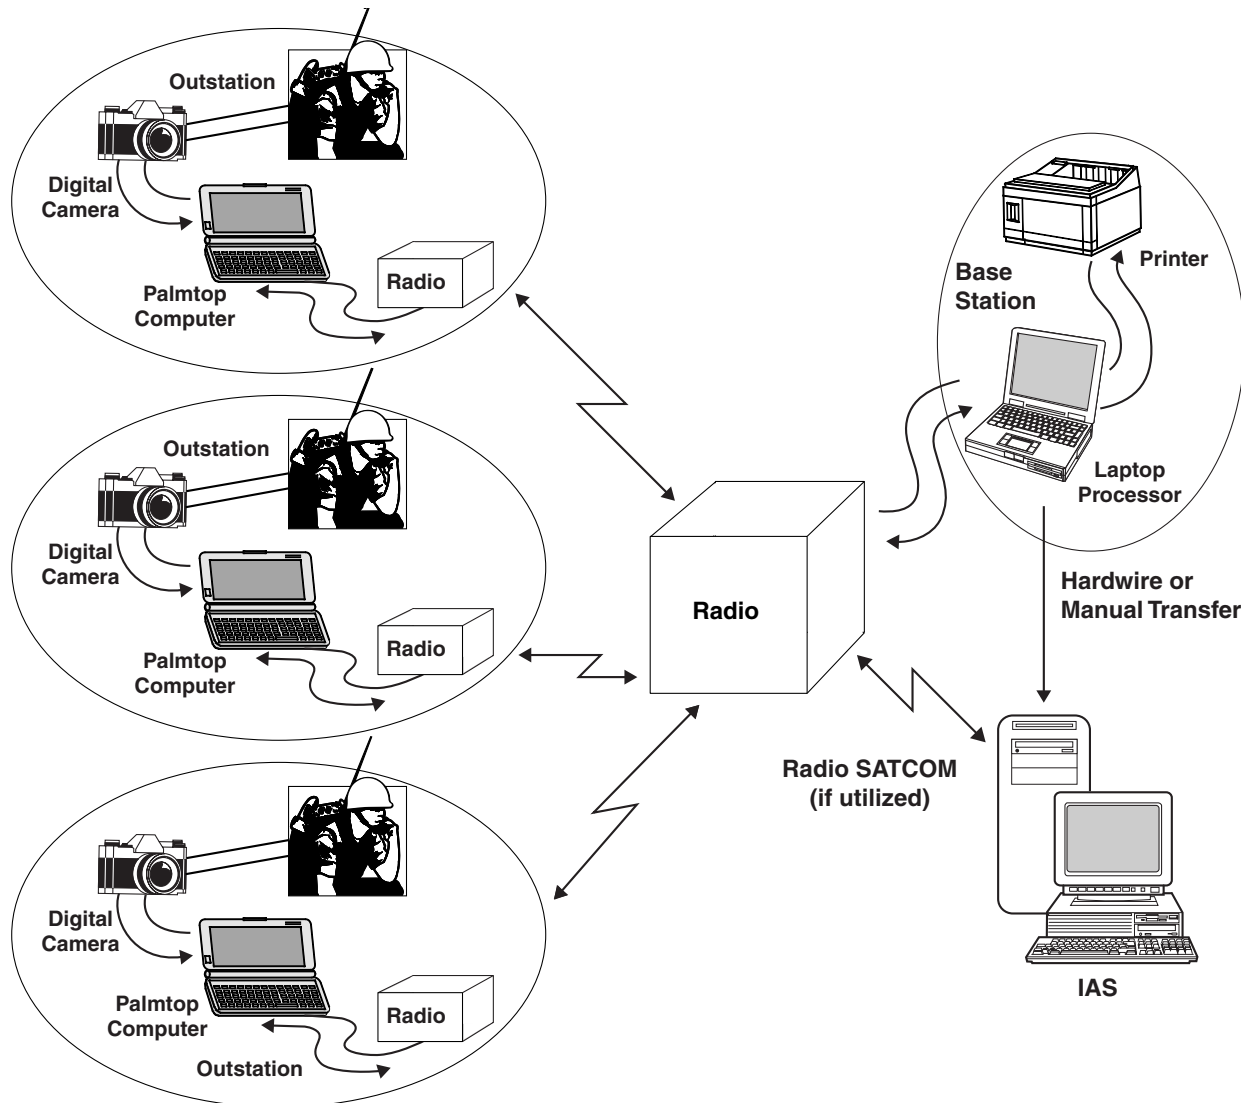 Outstation
Digital
Camera
Palmtop
Computer
Radio
Outstation
Digital
Camera
Palmtop
Computer
Radio
Digital
Camera
Palmtop
Computer
Radio
Outstation
Radio
Base
Station
Printer
Laptop
Processor
Hardwire or
Manual Transfer
Radio SATCOM
(if utilized)
IAS